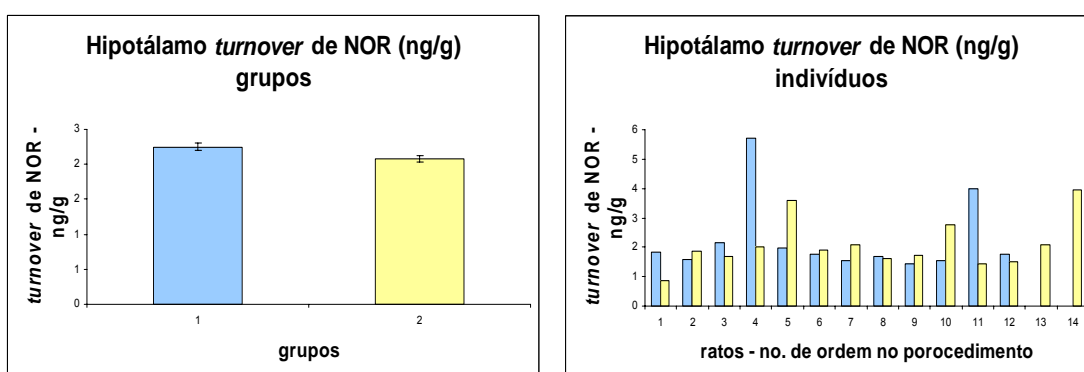 Hipotálamo turnover de NOR (ng/g)
grupos
turnover de NOR -
ng/g
3
2
2
1
1
0
1 2
grupos
Hipotálamo turnover de NOR (ng/g)
indivíduos
turnover de NOR -
ng/g
6
5
4
3
2
1
0
1 2 3 4 5 6 7 8 9 10 11 12 13 14
ratos - no. de ordem no porocedimento